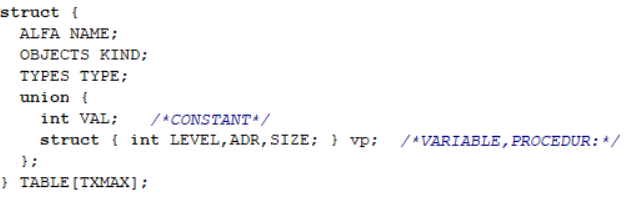 struct {
ALFA NAME;
OBJECTS KIND;
TYPES TYPE;
union {
int VAL; /*CONSTANT*/
struct { int LEVEL,ADR,SIZE; } vp; /*VARIABLE,PROCEDUR:*/
};
} TABLE[TXMAX];